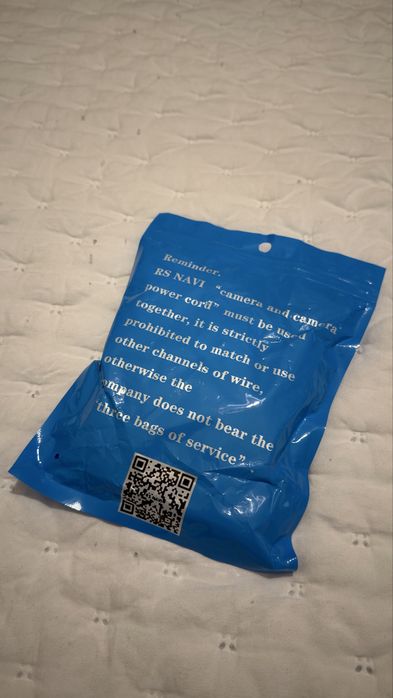 Reminder.
RS NAVI “camera and camera
power cord” must be used
together, it is strictly
prohibited to match or use
other channels of wire,
otherwise the
ompany does not bear the
three bags of service”